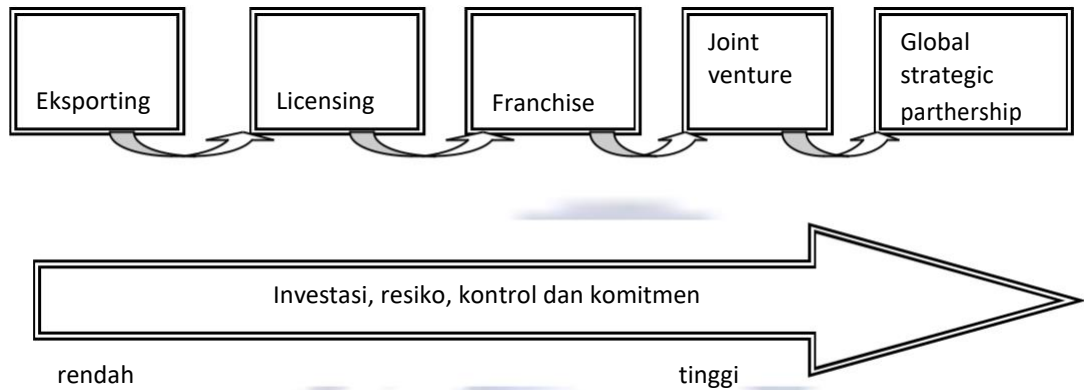 Eksporting
Licensing
Franchise
Joint
venture
Global
strategic
parthership
Investasi, resiko, kontrol dan komitmen
rendah
tinggi